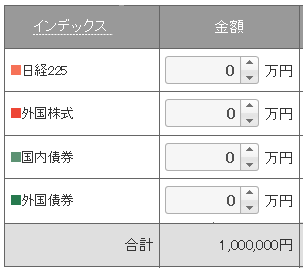 インデックス 金額
日経225 0 万円
外国株式 0 万円
国内債券 0 万円
外国債券 0 万円
合計 1,000,000円